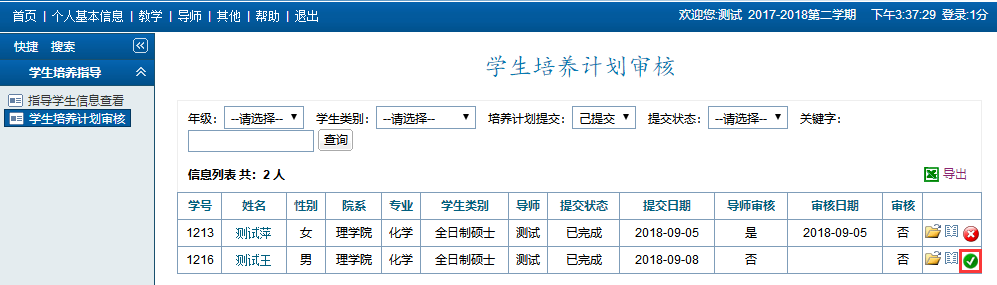 首页 | 个人基本信息 | 教学 | 导师 | 其他 | 帮助 | 退出
欢迎您:测试 2017-2018第二学期 下午3:37:29 登录:1分
快捷 搜索
学生培养指导
指导学生信息查看
学生培养计划审核
学生培养计划审核
年级: --请选择-- 学生类别: --请选择-- 培养计划提交: 已提交 提交状态: --请选择-- 关键字:
查询
信息列表 共: 2 人
导出
学号 姓名 性别 院系 专业 学生类别 导师 提交状态 提交日期 导师审核 审核日期 审核
1213 测试萍 女 理学院 化学 全日制硕士 测试 已完成 2018-09-05 是 2018-09-05 否
1216 测试王 男 理学院 化学 全日制硕士 测试 已完成 2018-09-08 否 否